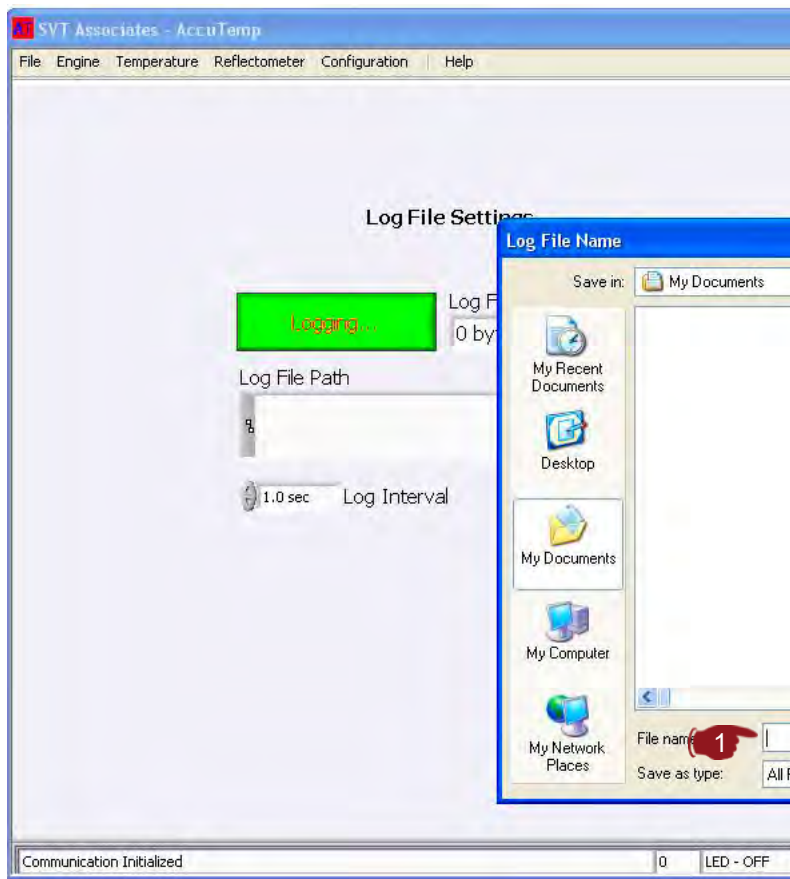 AT SVT Associates - AccuTemp
File Engine Temperature Reflectometer Configuration Help
Log File Settings
Log File Name
Save in: My Documents
Logging...
Log F
0 by
Log File Path
My Recent
Documents
Desktop
1.0 sec Log Interval
My Documents
My Computer
My Network
Places
File name
1
Save as type: All F
Communication Initialized 0 LED - OFF